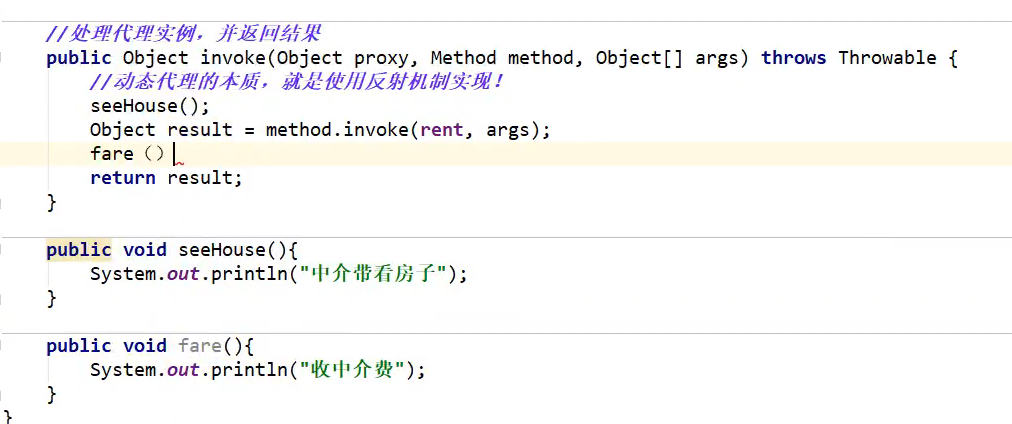 //处理代理实例，并返回结果
public Object invoke(Object proxy, Method method, Object[] args) throws Throwable {
//动态代理的本质，就是使用反射机制实现！
seeHouse();
Object result = method.invoke(rent, args);
fare（）
return result;
}
public void seeHouse(){
System.out.println("中介带看房子");
}
public void fare(){
System.out.println("收中介费");
}
}